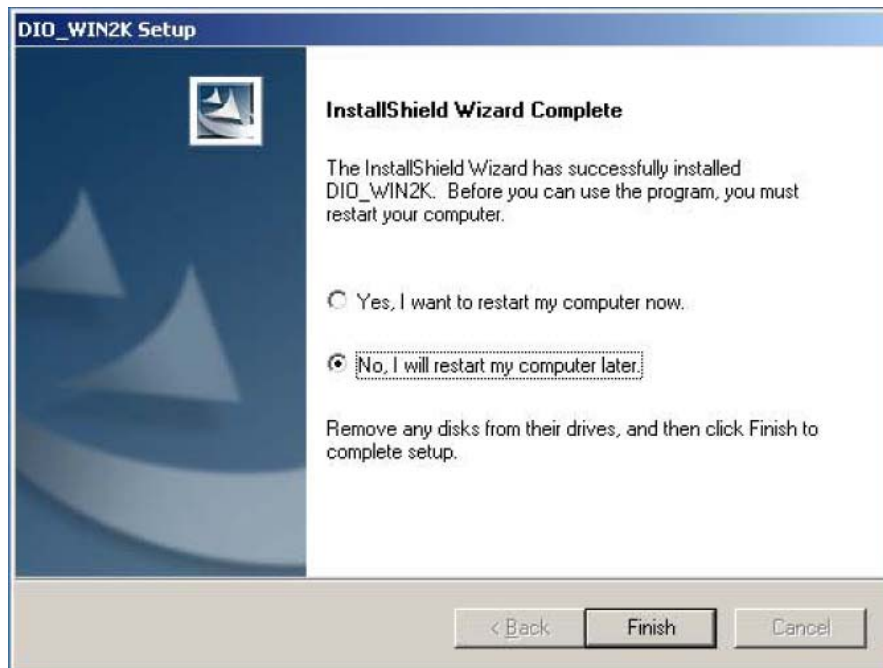 DIO_WIN2K Setup
InstallShield Wizard Complete
The InstallShield Wizard has successfully installed
DIO_WIN2K.  Before you can use the program, you must
restart your computer.
Yes, I want to restart my computer now.
No, I will restart my computer later.
Remove any disks from their drives, and then click Finish to
complete setup.
< Back
Finish
Cancel